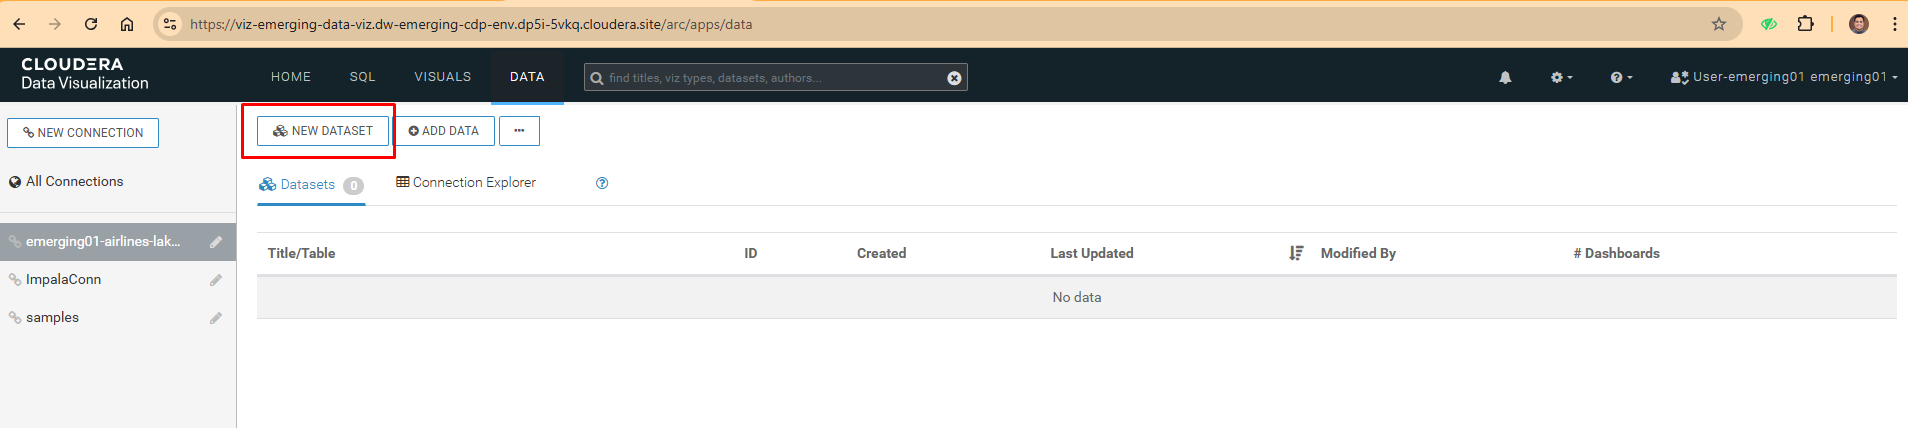 https://viz-emerging-data-viz.dw-emerging-cdp-env.dp5i-5vkq.cloudera.site/arc/apps/data
CLOUDERA
Data Visualization
HOME
SQL
VISUALS
DATA
find titles, viz types, datasets, authors...
User-emerging01 emerging01
NEW CONNECTION
NEW DATASET
ADD DATA
All Connections
Datasets 0
Connection Explorer
emerging01-airlines-lak...
ImpalaConn
samples
Title/Table ID Created Last Updated Modified By # Dashboards
No data